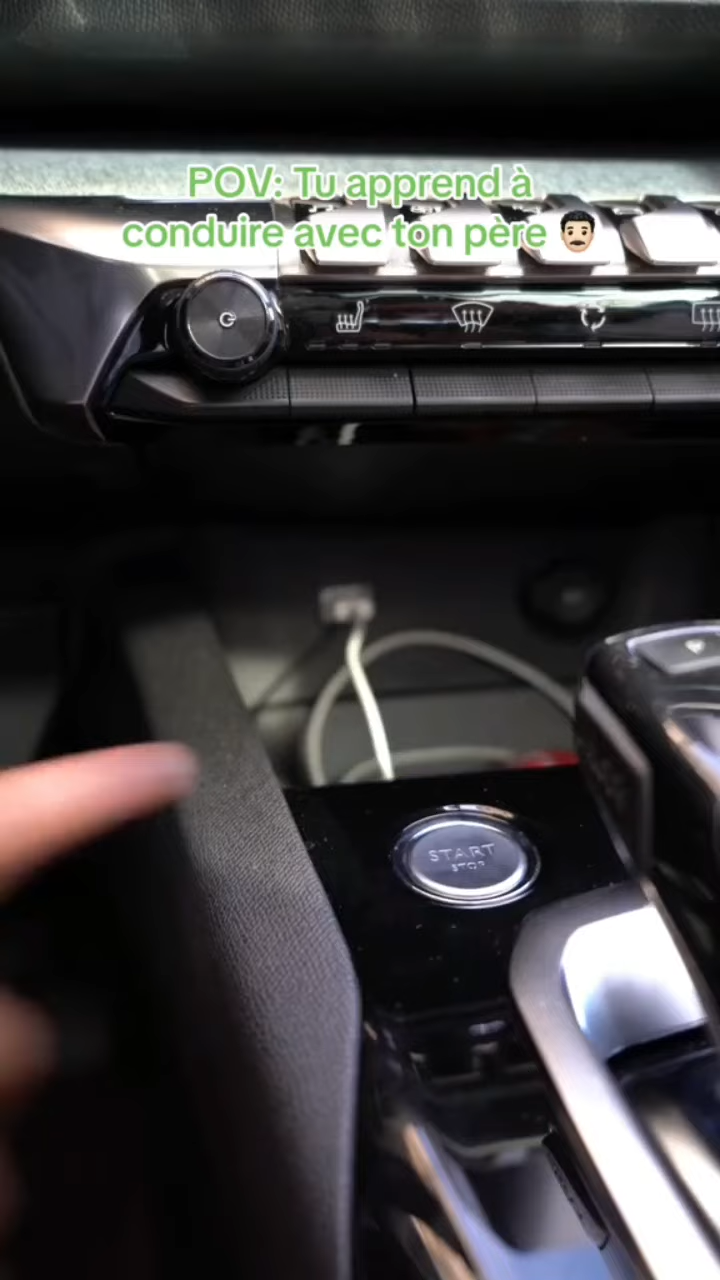 POV: Tu apprend à
conduire avec ton père 👨🏻
START
STOP